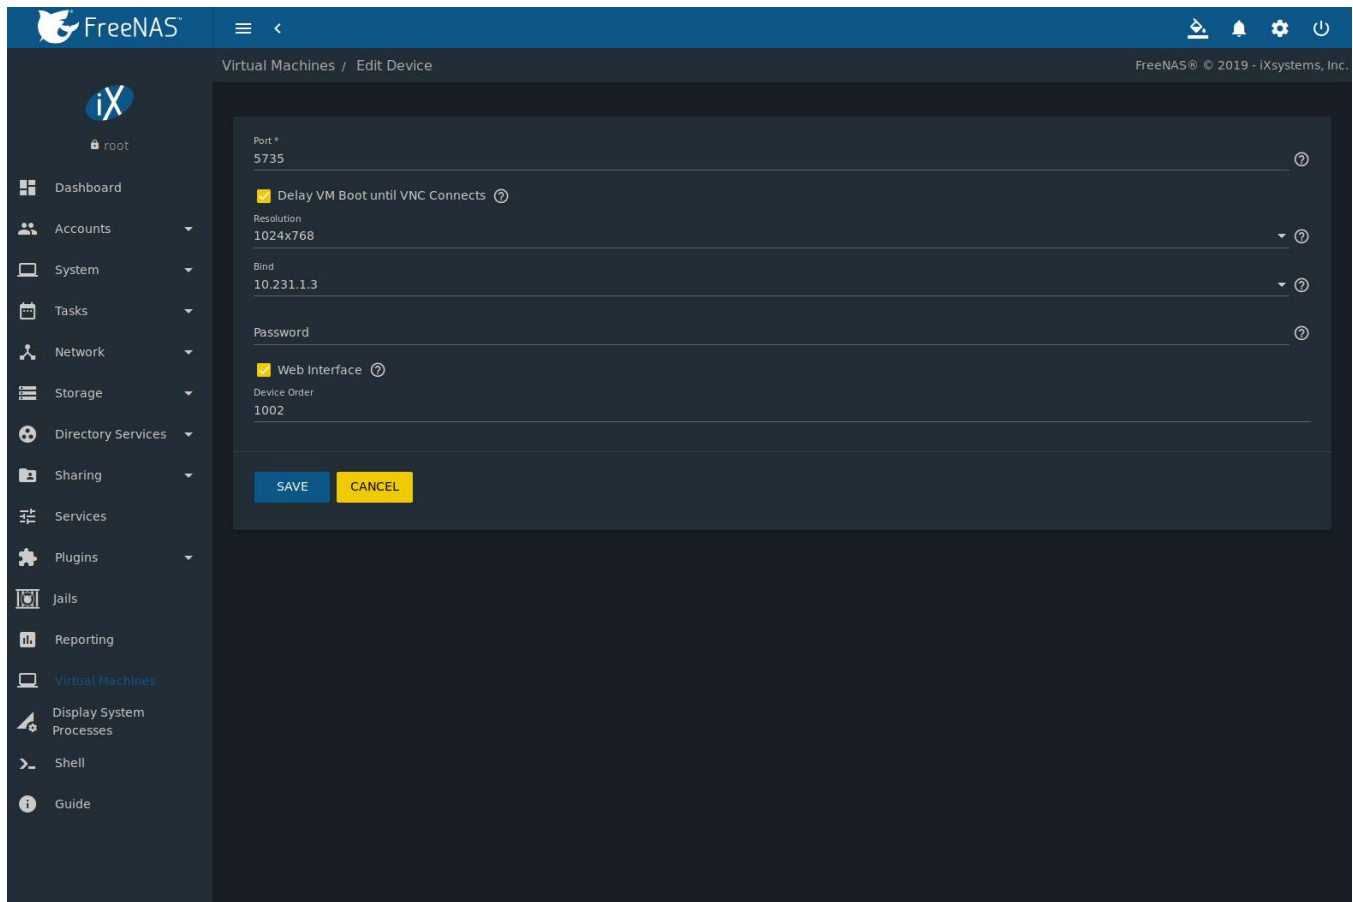 FreeNAS®
Virtual Machines / Edit Device
FreeNAS® © 2019 - iXsystems, Inc.
iX
root
Dashboard
Accounts
System
Tasks
Network
Storage
Directory Services
Sharing
Services
Plugins
Jails
Reporting
Virtual Machines
Display System
Processes
Shell
Guide
Port *
5735
Delay VM Boot until VNC Connects
Resolution
1024x768
Bind
10.231.1.3
Password
Web Interface
Device Order
1002
SAVE CANCEL